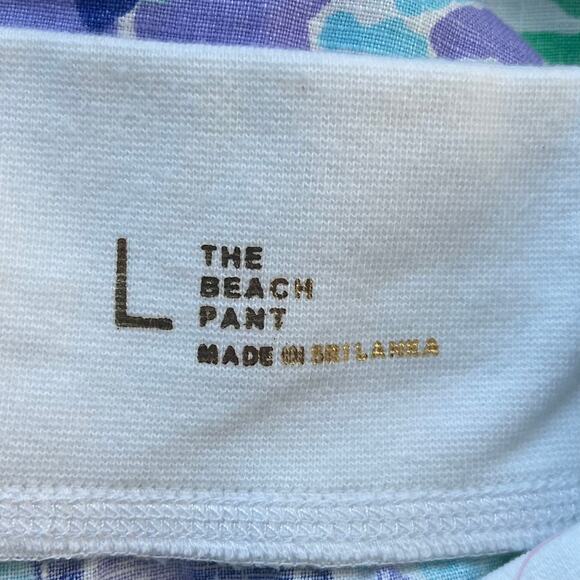 L
THE
BEACH
PANT
MADE IN SRI LANKA